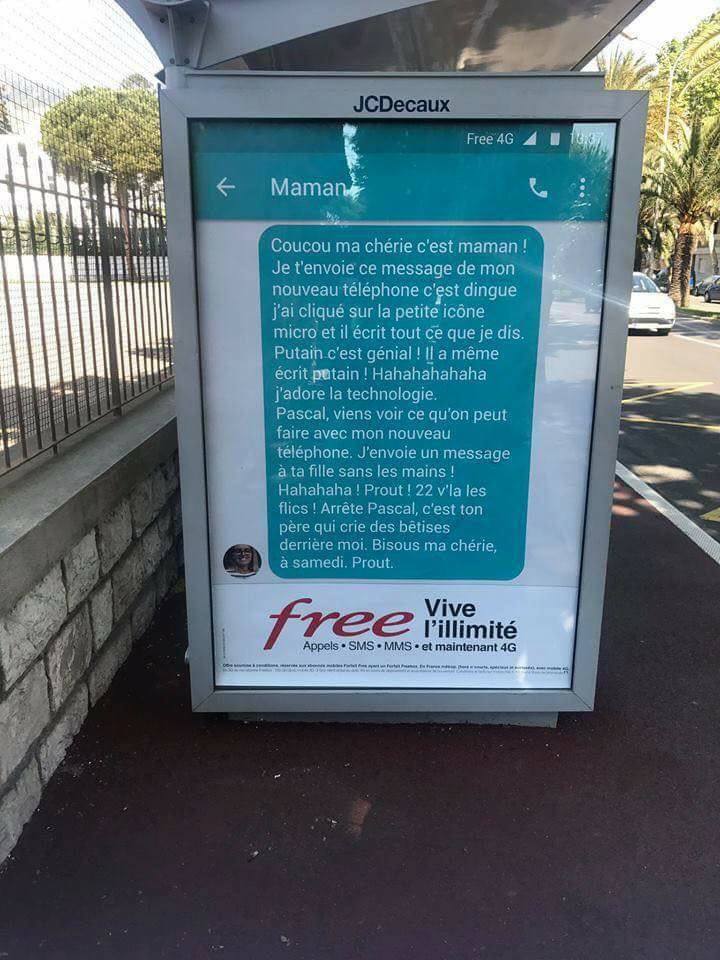 JCDecaux
Free 4G
Maman
Coucou ma chérie c'est maman !
Je t'envoie ce message de mon
nouveau téléphone c'est dingue
j'ai cliqué sur la petite icône
micro et il écrit tout ce que je dis.
Putain c'est génial ! Il a même
écrit putain ! Hahahahahaha
j'adore la technologie.
Pascal, viens voir ce qu'on peut
faire avec mon nouveau
téléphone. J'envoie un message
à ta fille sans les mains !
Hahahaha ! Prout ! 22 v'la les
flics ! Arrête Pascal, c'est ton
père qui crie des bêtises
derrière moi. Bisous ma chérie,
à samedi. Prout.
free Vive
l'illimité
Appels • SMS • MMS • et maintenant 4G